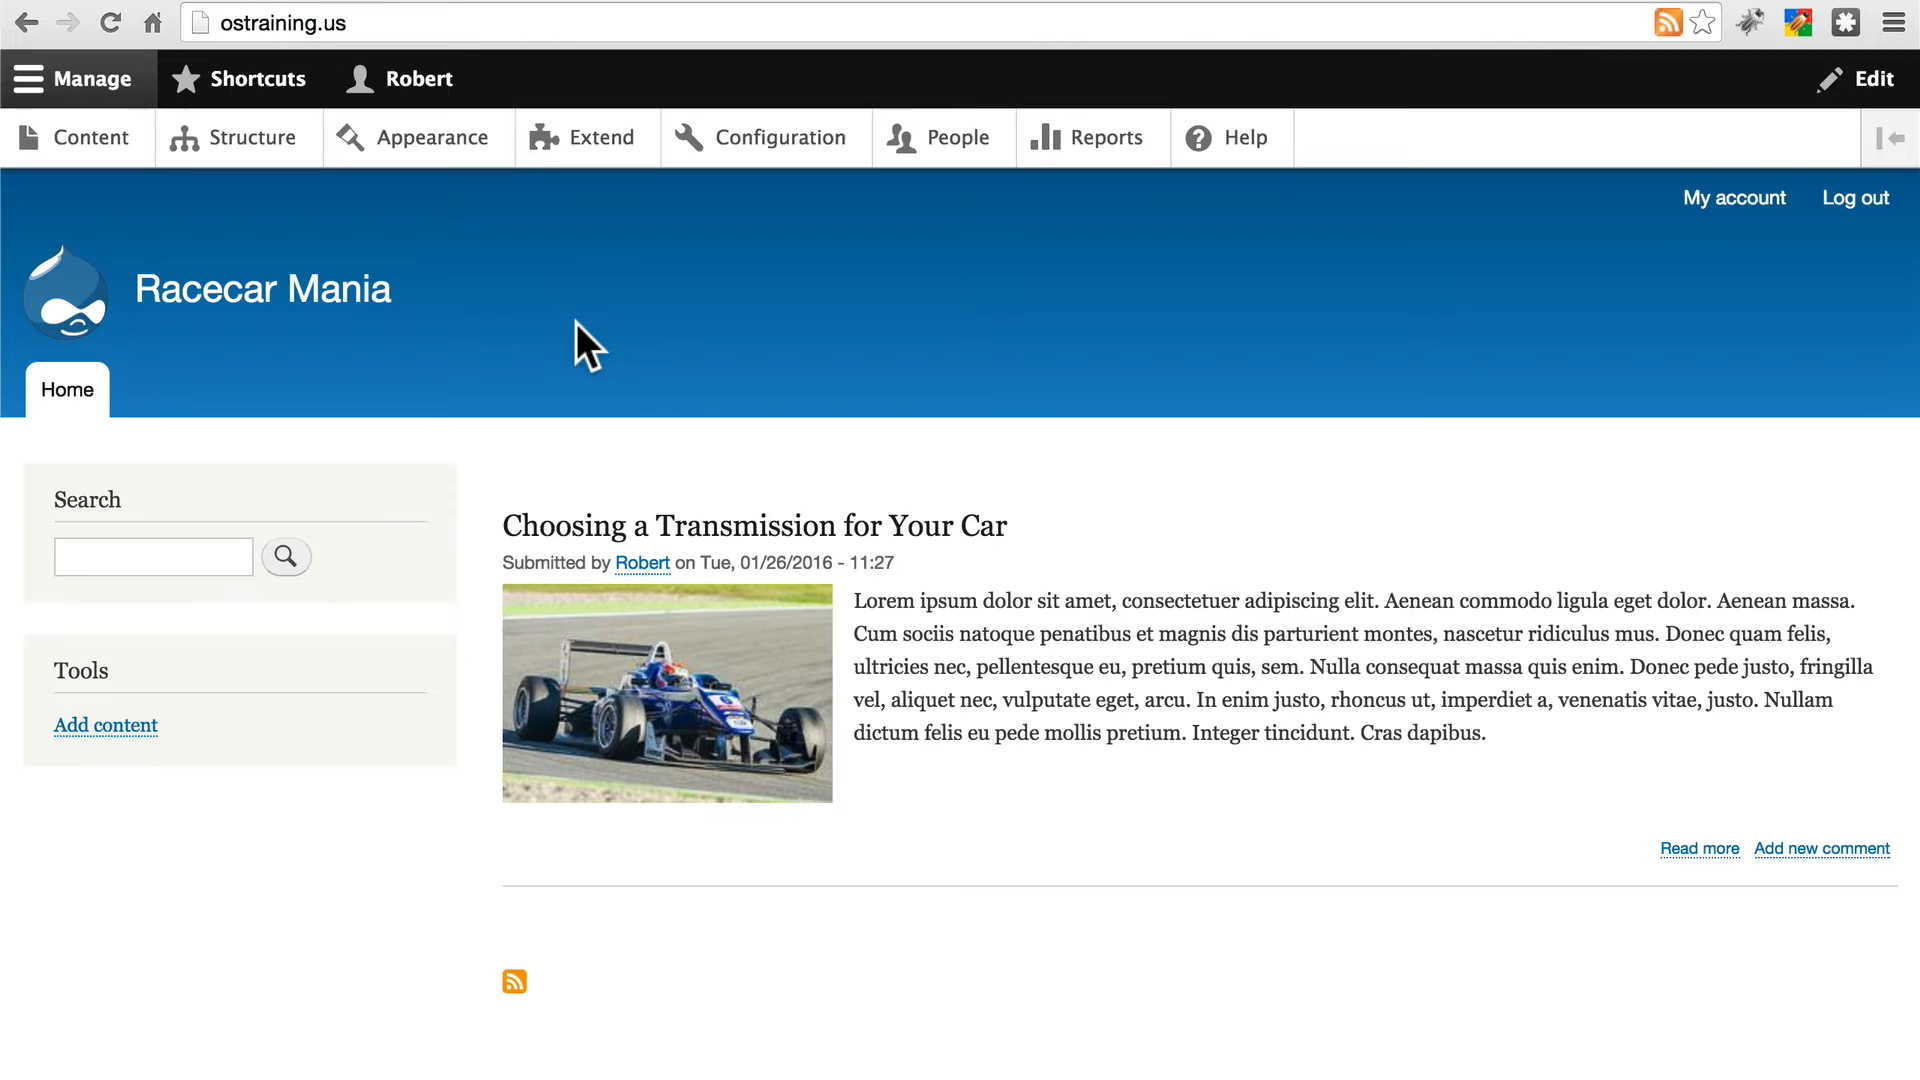 ostraining.us
Manage Shortcuts Robert Edit
Content Structure Appearance Extend Configuration People Reports Help
My account Log out
Racecar Mania
Home
Search
Tools
Add content
Choosing a Transmission for Your Car
Submitted by Robert on Tue, 01/26/2016 - 11:27
Lorem ipsum dolor sit amet, consectetuer adipiscing elit. Aenean commodo ligula eget dolor. Aenean massa.
Cum sociis natoque penatibus et magnis dis parturient montes, nascetur ridiculus mus. Donec quam felis,
ultricies nec, pellentesque eu, pretium quis, sem. Nulla consequat massa quis enim. Donec pede justo, fringilla
vel, aliquet nec, vulputate eget, arcu. In enim justo, rhoncus ut, imperdiet a, venenatis vitae, justo. Nullam
dictum felis eu pede mollis pretium. Integer tincidunt. Cras dapibus.
Read more Add new comment